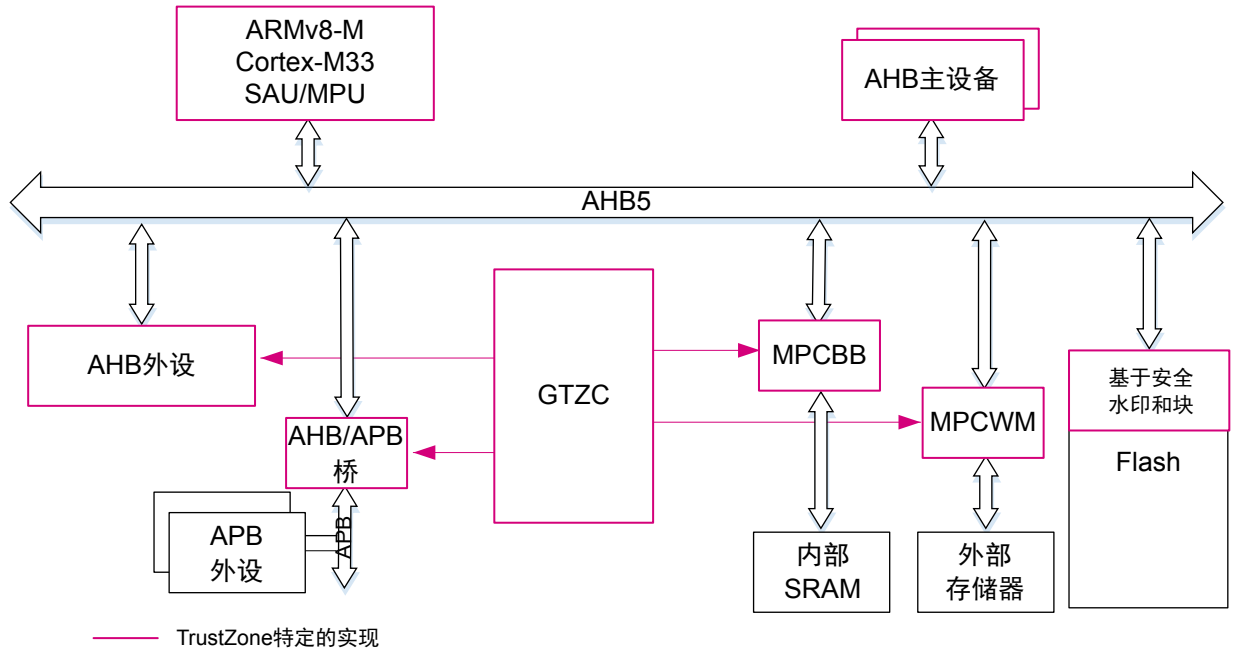 ARMv8-M
Cortex-M33
SAU/MPU
AHB主设备
AHB5
AHB外设
GTZC
MPCBB
MPCWM
基于安全
水印和块
Flash
AHB/APB
桥
APB
APB
外设
内部
SRAM
外部
存储器
TrustZone特定的实现